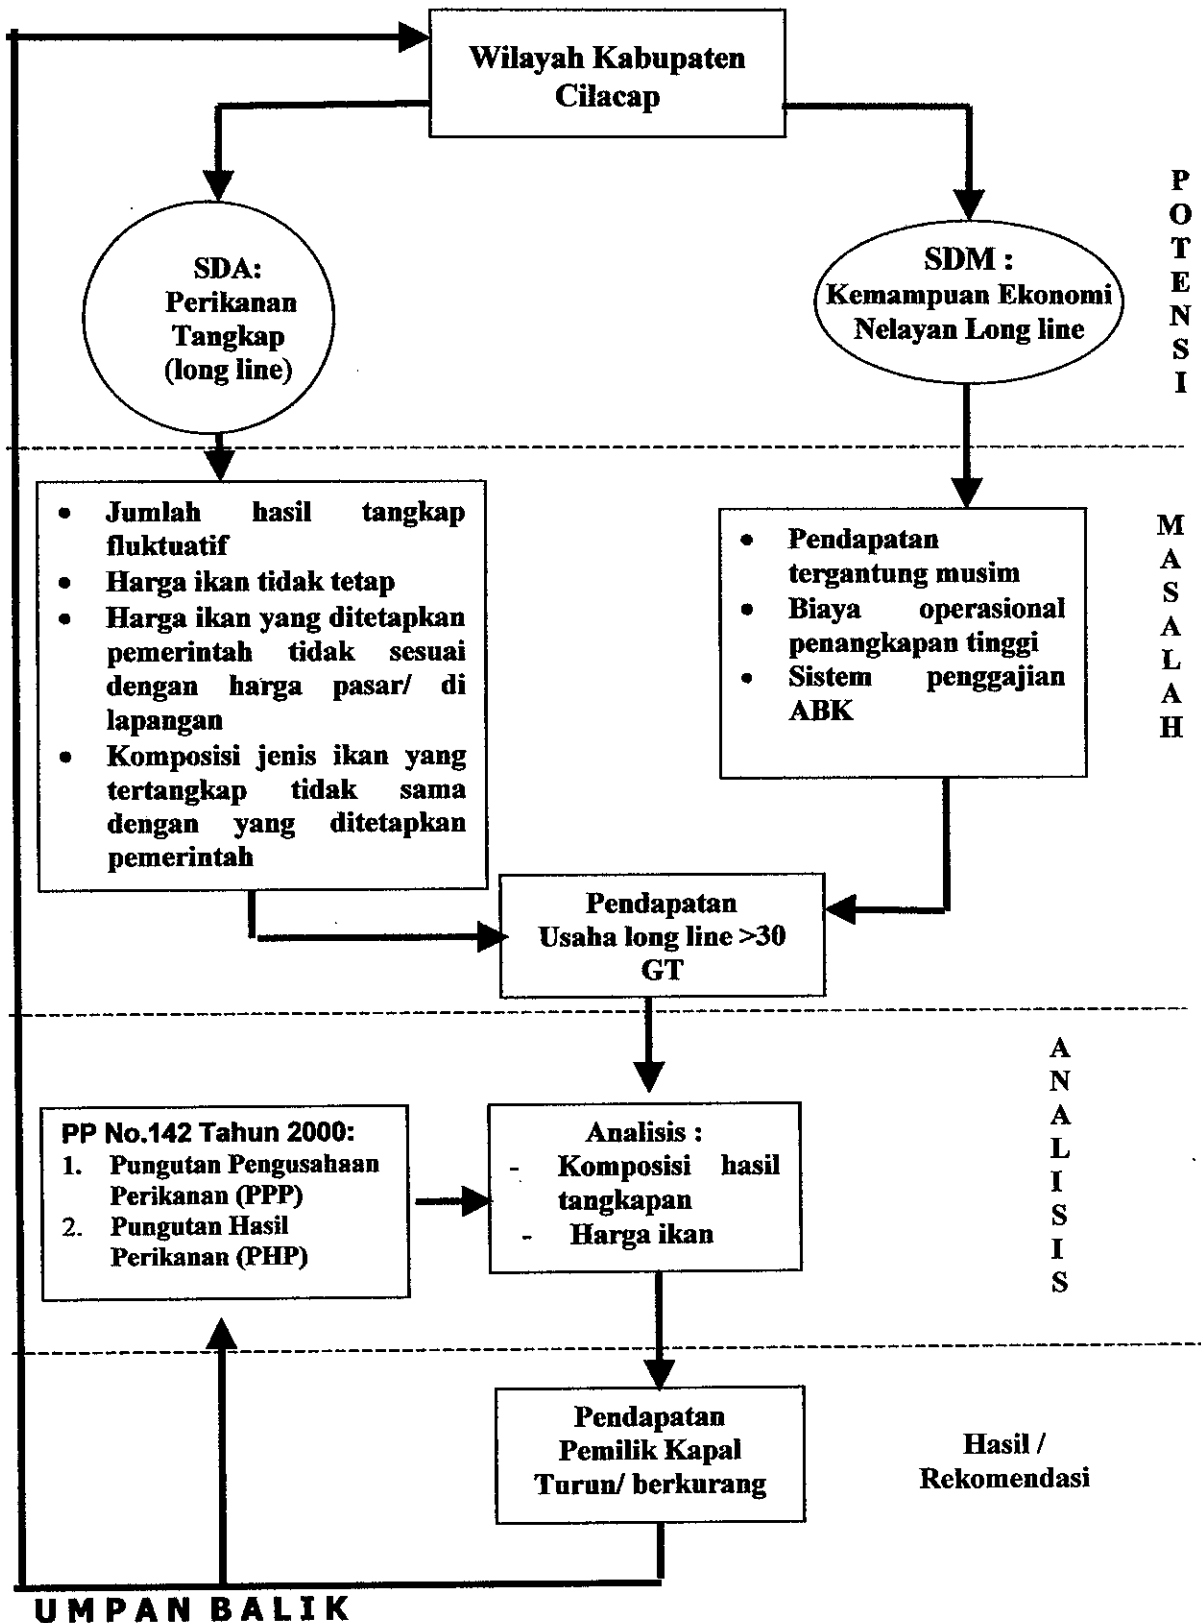 Wilayah Kabupaten
Cilacap
SDA:
Perikanan
Tangkap
(long line)
SDM :
Kemampuan Ekonomi
Nelayan Long line
POTENSI
• Jumlah hasil tangkap
fluktuatif
• Harga ikan tidak tetap
• Harga ikan yang ditetapkan
pemerintah tidak sesuai
dengan harga pasar/ di
lapangan
• Komposisi jenis ikan yang
tertangkap tidak sama
dengan yang ditetapkan
pemerintah
• Pendapatan
tergantung musim
• Biaya operasional
penangkapan tinggi
• Sistem penggajian
ABK
MASALAH
Pendapatan
Usaha long line >30
GT
PP No.142 Tahun 2000:
1. Pungutan Pengusahaan
Perikanan (PPP)
2. Pungutan Hasil
Perikanan (PHP)
Analisis :
- Komposisi hasil
tangkapan
- Harga ikan
ANALISIS
Pendapatan
Pemilik Kapal
Turun/ berkurang
Hasil /
Rekomendasi
UMPAN BALIK